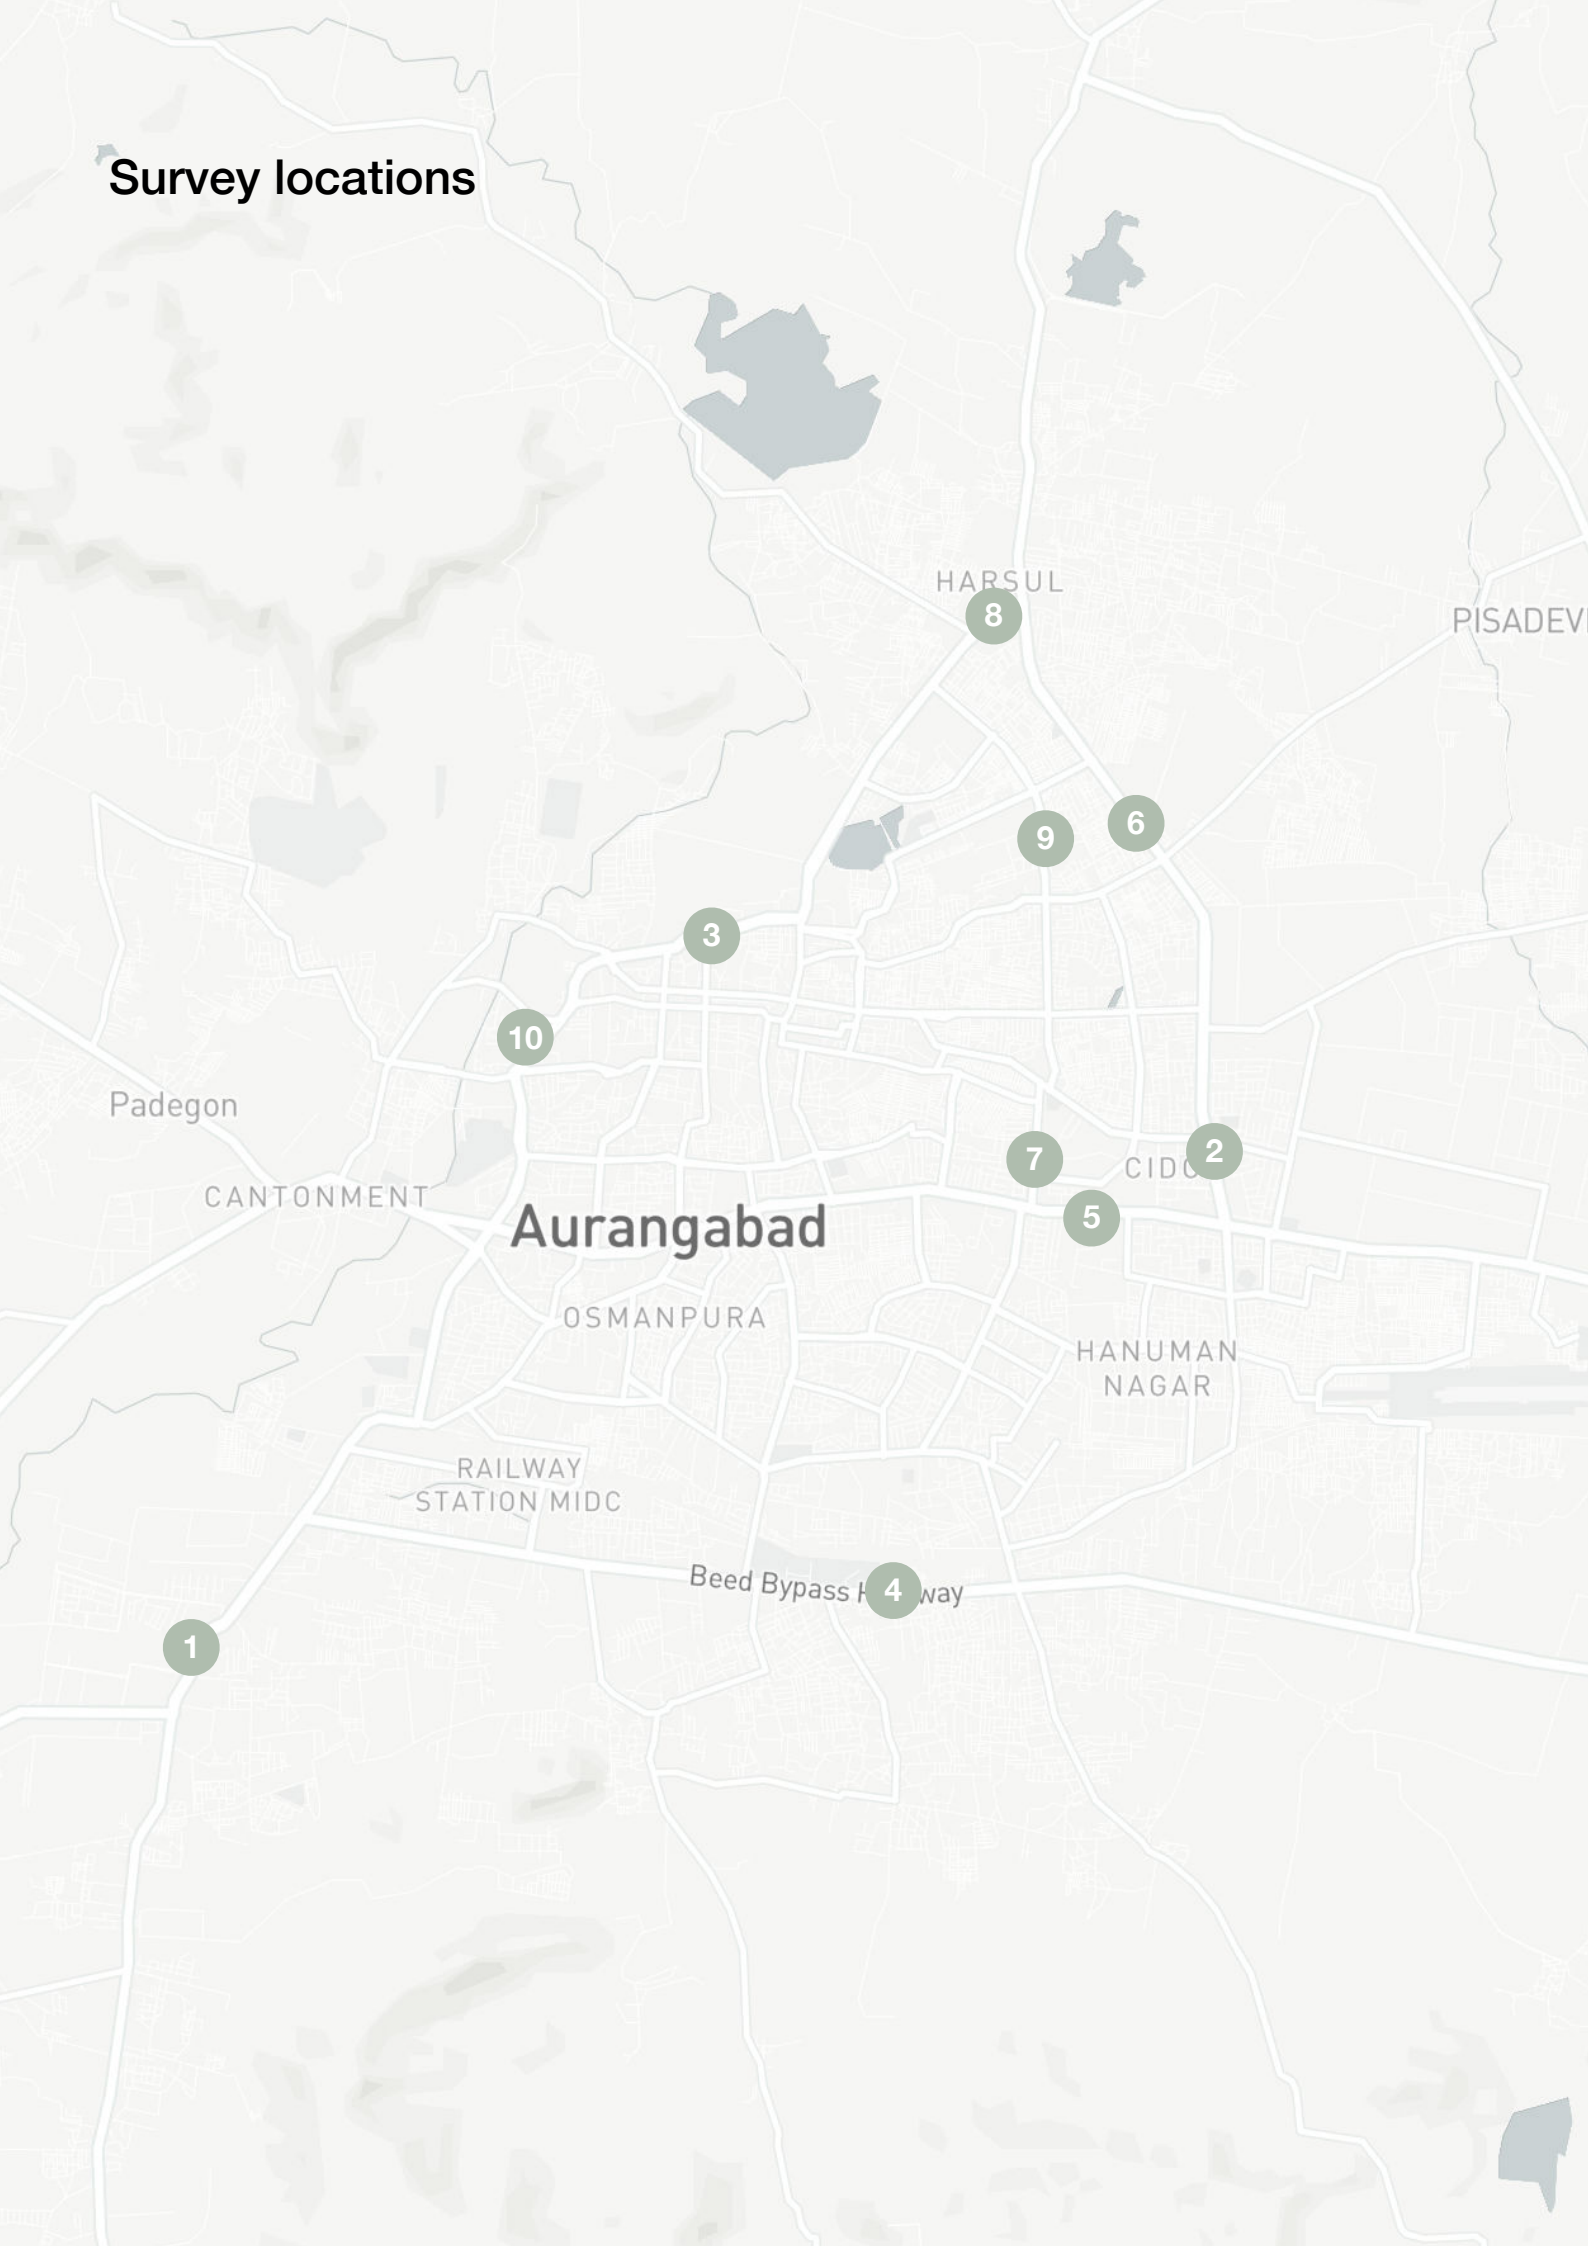 Survey locations
HARSUL
8
PISADEVI
6
9
3
10
Padegon
2
7
CIDC
CANTONMENT
5
Aurangabad
OSMANPURA
HANUMAN
NAGAR
RAILWAY
STATION MIDC
Beed Bypass H
4
way
1